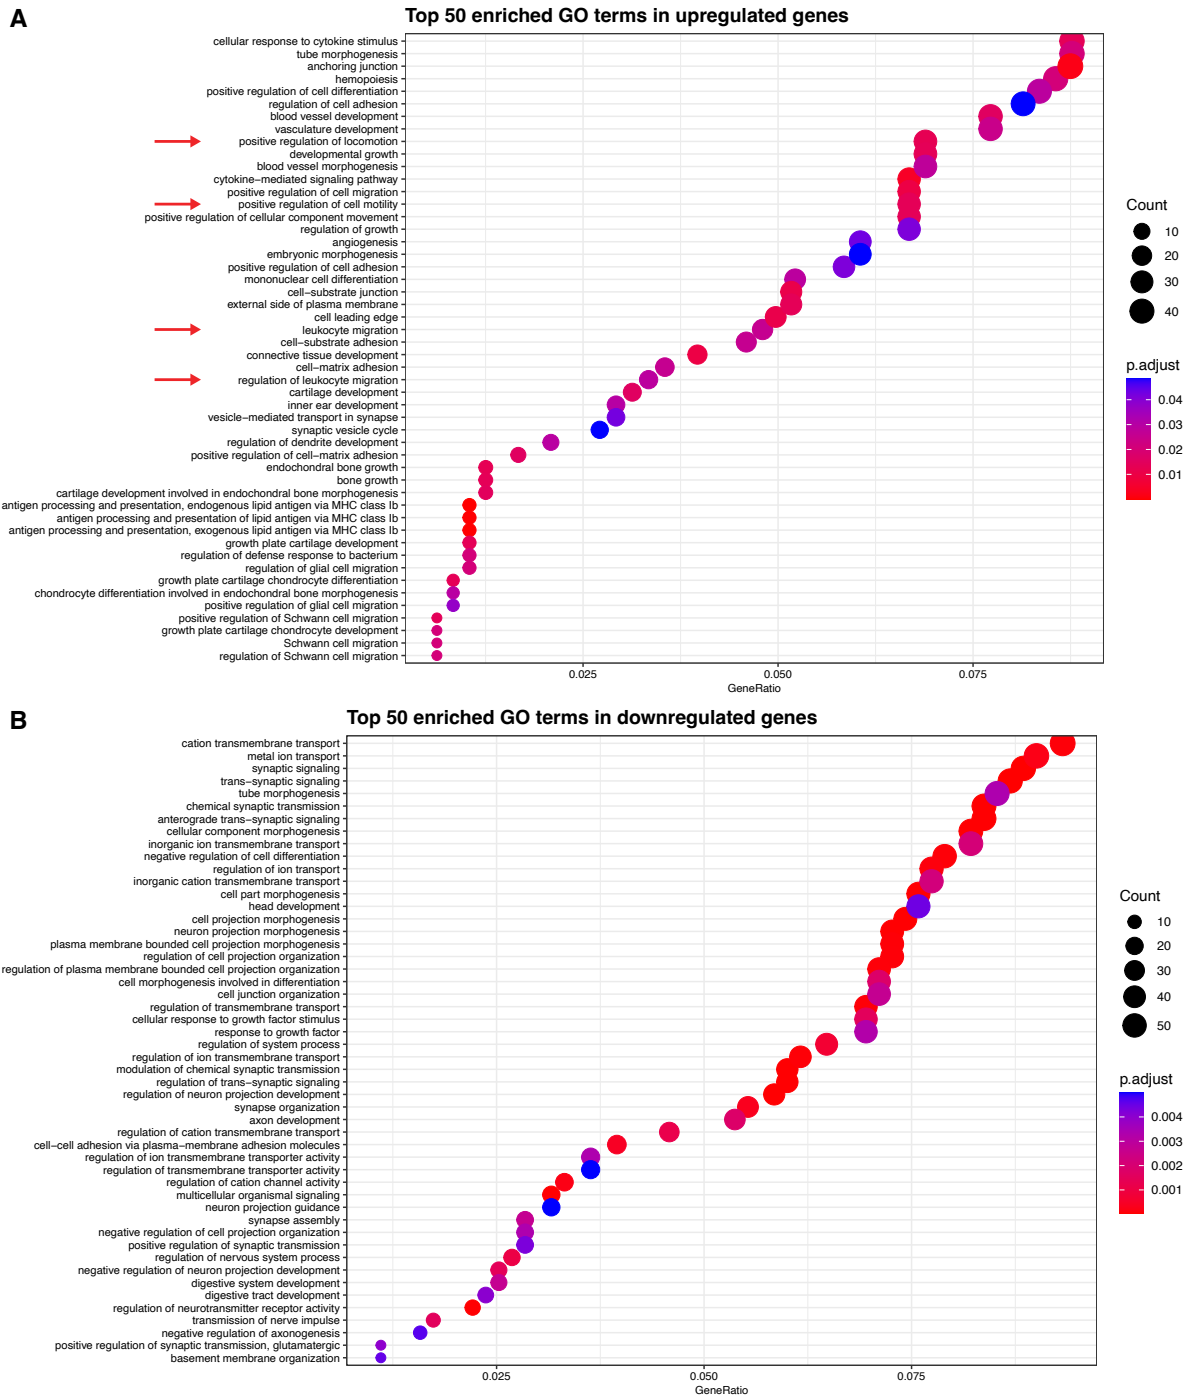 A
Top 50 enriched GO terms in upregulated genes
cellular response to cytokine stimulus
tube morphogenesis
anchoring junction
hemopoiesis
positive regulation of cell differentiation
regulation of cell adhesion
blood vessel development
vasculature development
positive regulation of locomotion
developmental growth
blood vessel morphogenesis
cytokine−mediated signaling pathway
positive regulation of cell migration
positive regulation of cell motility
positive regulation of cellular component movement
regulation of growth
angiogenesis
embryonic morphogenesis
positive regulation of cell adhesion
mononuclear cell differentiation
cell−substrate junction
external side of plasma membrane
cell leading edge
leukocyte migration
cell−substrate adhesion
connective tissue development
cell−matrix adhesion
regulation of leukocyte migration
cartilage development
inner ear development
vesicle−mediated transport in synapse
synaptic vesicle cycle
regulation of dendrite development
positive regulation of cell−matrix adhesion
endochondral bone growth
bone growth
cartilage development involved in endochondral bone morphogenesis
antigen processing and presentation, endogenous lipid antigen via MHC class Ib
antigen processing and presentation of lipid antigen via MHC class Ib
antigen processing and presentation, exogenous lipid antigen via MHC class Ib
growth plate cartilage development
regulation of defense response to bacterium
regulation of glial cell migration
growth plate cartilage chondrocyte differentiation
chondrocyte differentiation involved in endochondral bone morphogenesis
positive regulation of glial cell migration
positive regulation of Schwann cell migration
growth plate cartilage chondrocyte development
Schwann cell migration
regulation of Schwann cell migration
0.025 0.050 0.075
GeneRatio
Count
10
20
30
40
p.adjust
0.04
0.03
0.02
0.01
B
Top 50 enriched GO terms in downregulated genes
cation transmembrane transport
metal ion transport
synaptic signaling
trans−synaptic signaling
tube morphogenesis
chemical synaptic transmission
anterograde trans−synaptic signaling
cellular component morphogenesis
inorganic ion transmembrane transport
negative regulation of cell differentiation
regulation of ion transport
inorganic cation transmembrane transport
cell part morphogenesis
head development
cell projection morphogenesis
neuron projection morphogenesis
plasma membrane bounded cell projection morphogenesis
regulation of cell projection organization
regulation of plasma membrane bounded cell projection organization
cell morphogenesis involved in differentiation
cell junction organization
regulation of transmembrane transport
cellular response to growth factor stimulus
response to growth factor
regulation of system process
regulation of ion transmembrane transport
modulation of chemical synaptic transmission
regulation of trans−synaptic signaling
regulation of neuron projection development
synapse organization
axon development
regulation of cation transmembrane transport
cell−cell adhesion via plasma−membrane adhesion molecules
regulation of ion transmembrane transporter activity
regulation of transmembrane transporter activity
regulation of cation channel activity
multicellular organismal signaling
neuron projection guidance
synapse assembly
negative regulation of cell projection organization
positive regulation of synaptic transmission
regulation of nervous system process
negative regulation of neuron projection development
digestive system development
digestive tract development
regulation of neurotransmitter receptor activity
transmission of nerve impulse
negative regulation of axonogenesis
positive regulation of synaptic transmission, glutamatergic
basement membrane organization
0.025 0.050 0.075
GeneRatio
Count
10
20
30
40
50
p.adjust
0.004
0.003
0.002
0.001